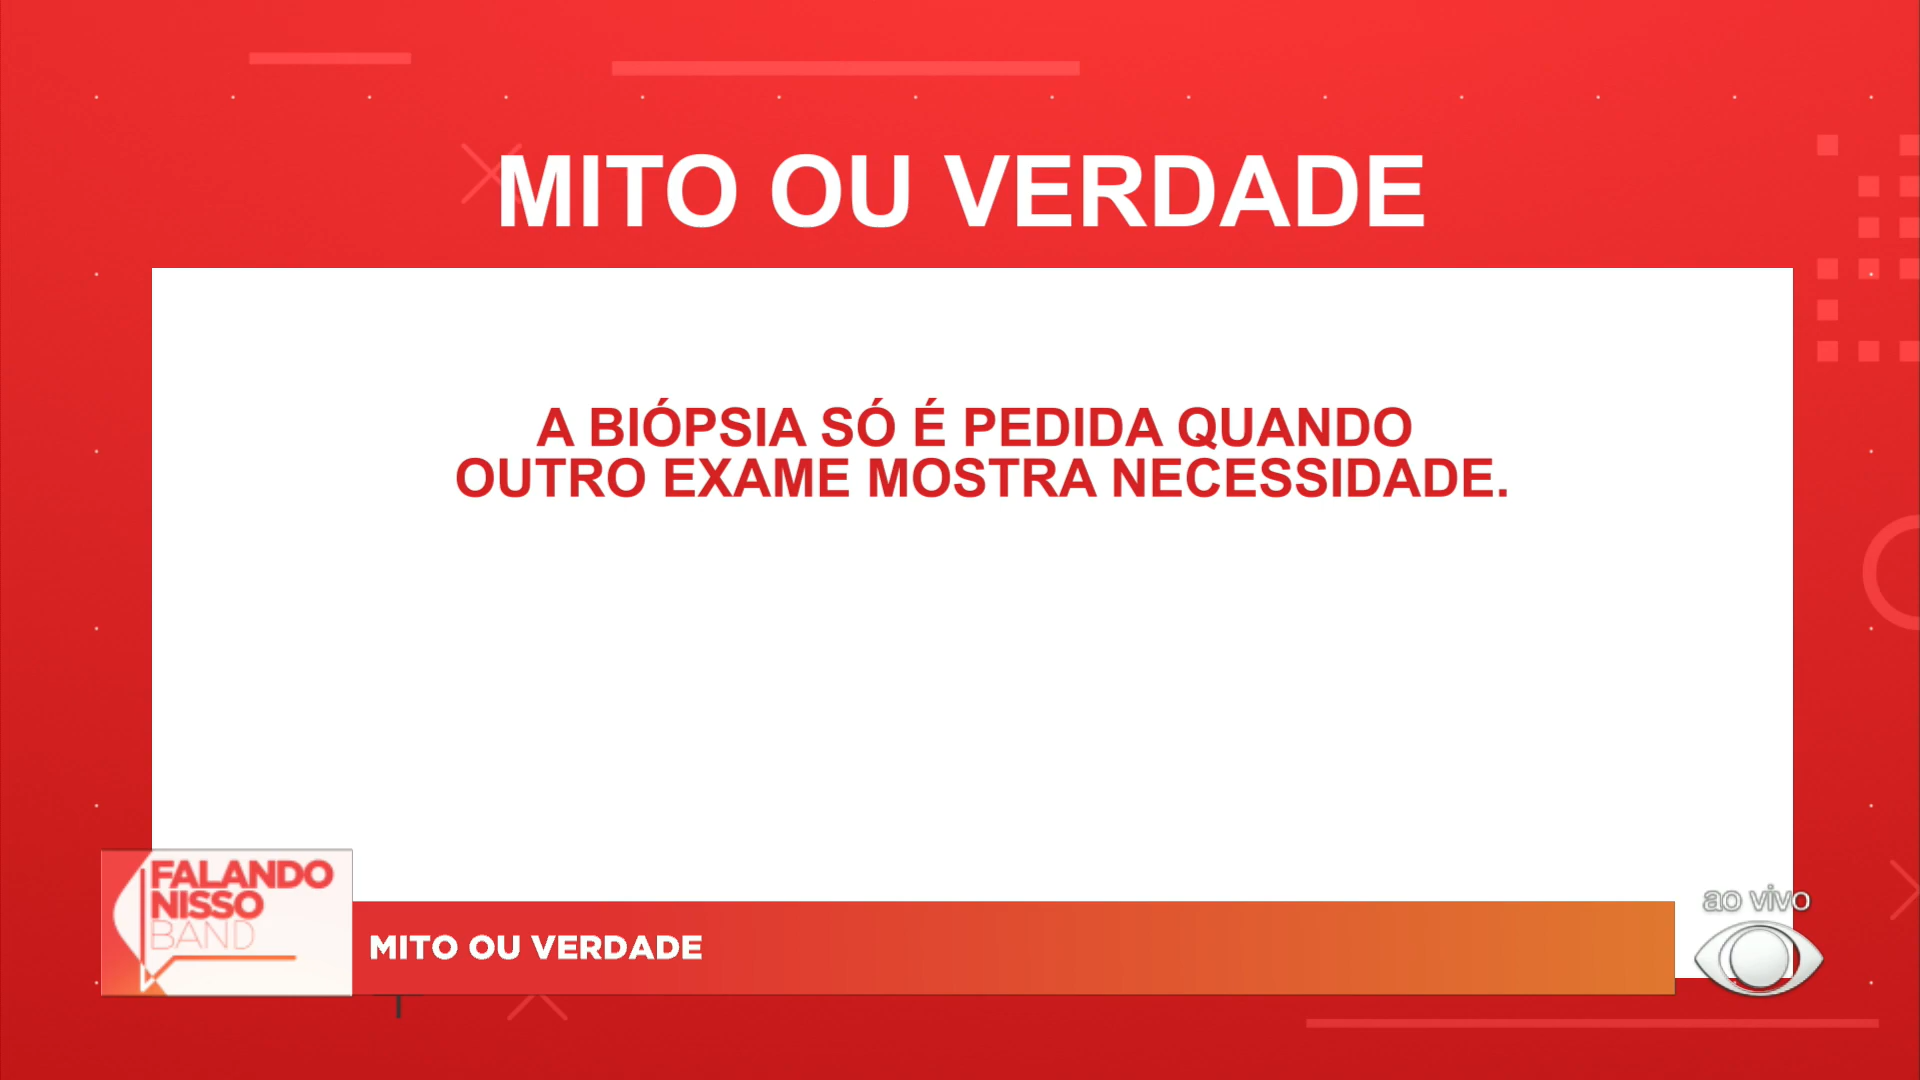 MITO OU VERDADE
A BIÓPSIA SÓ É PEDIDA QUANDO
OUTRO EXAME MOSTRA NECESSIDADE.
FALANDO
NISSO
BAND
MITO OU VERDADE
ao vivo